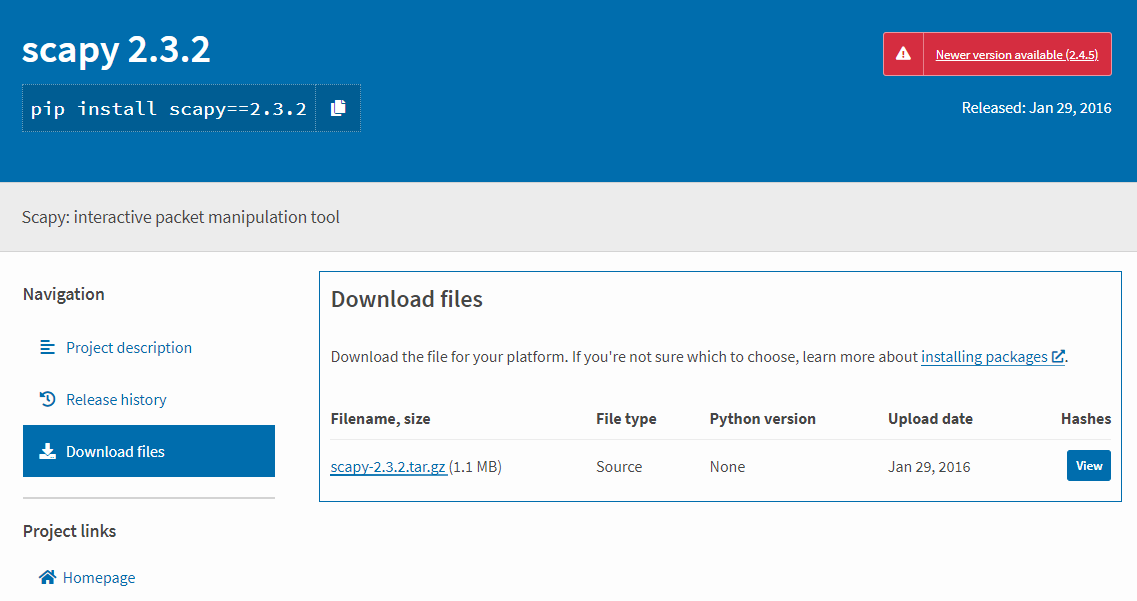 scapy 2.3.2
Newer version available (2.4.5)
pip install scapy==2.3.2
Released: Jan 29, 2016
Scapy: interactive packet manipulation tool
Navigation
Project description
Release history
Download files
Project links
Homepage
Download files
Download the file for your platform. If you're not sure which to choose, learn more about installing packages.
Filename, size File type Python version Upload date Hashes
scapy-2.3.2.tar.gz (1.1 MB) Source None Jan 29, 2016 View